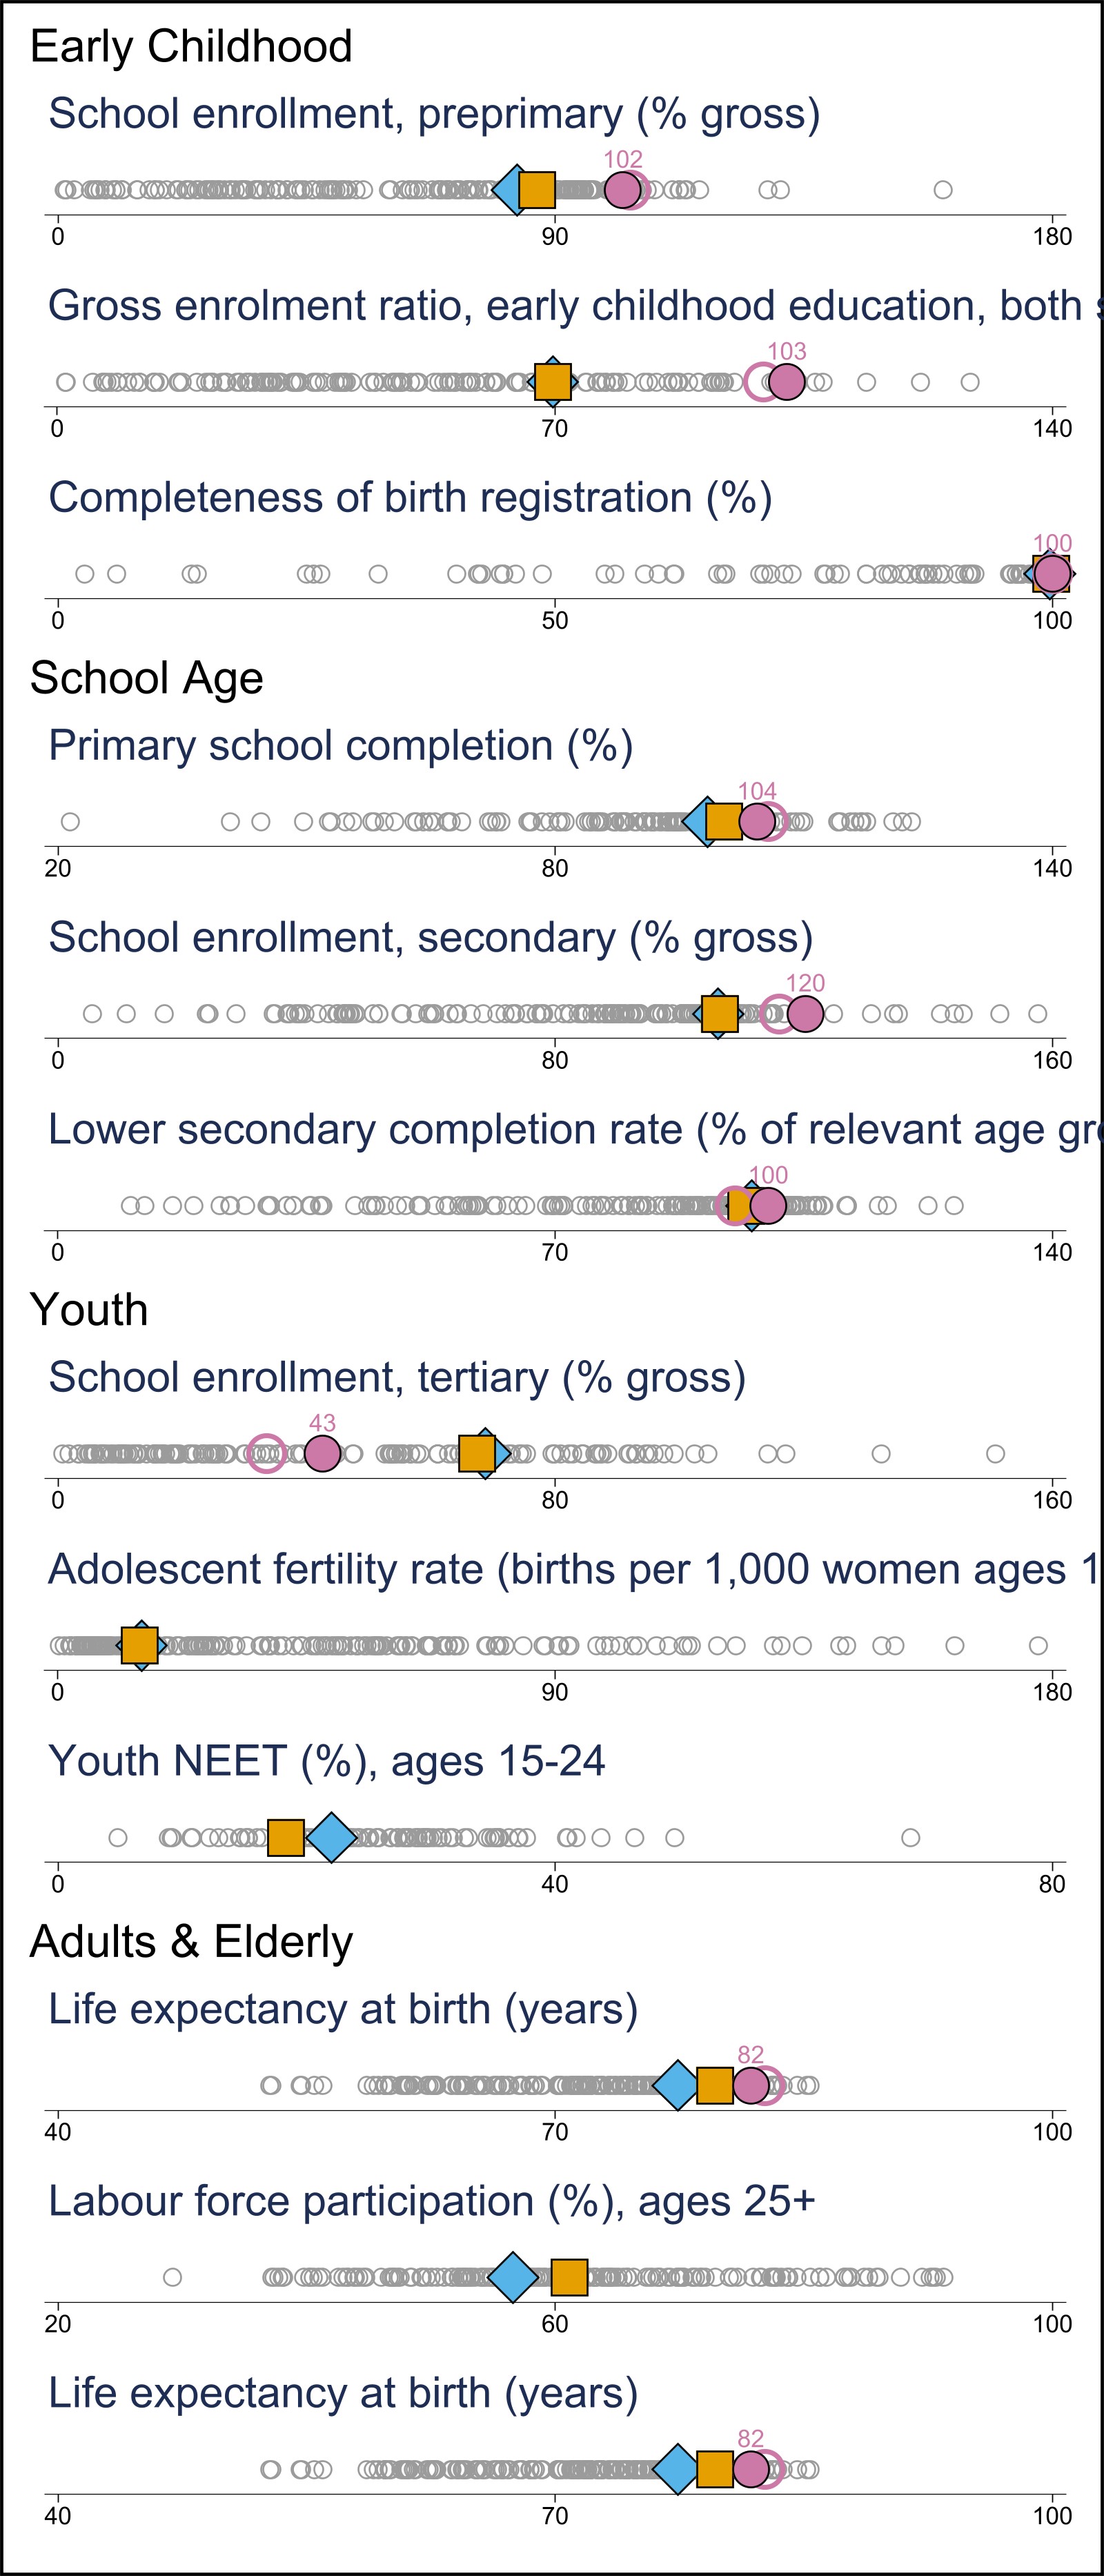 Early Childhood
School enrollment, preprimary (% gross)
102
0 90 180
Gross enrolment ratio, early childhood education, both
103
0 70 140
Completeness of birth registration (%)
100
0 50 100
School Age
Primary school completion (%)
104
20 80 140
School enrollment, secondary (% gross)
120
0 80 160
Lower secondary completion rate (% of relevant age gro
100
0 70 140
Youth
School enrollment, tertiary (% gross)
43
0 80 160
Adolescent fertility rate (births per 1,000 women ages 1
0 90 180
Youth NEET (%), ages 15-24
0 40 80
Adults & Elderly
Life expectancy at birth (years)
82
40 70 100
Labour force participation (%), ages 25+
20 60 100
Life expectancy at birth (years)
82
40 70 100